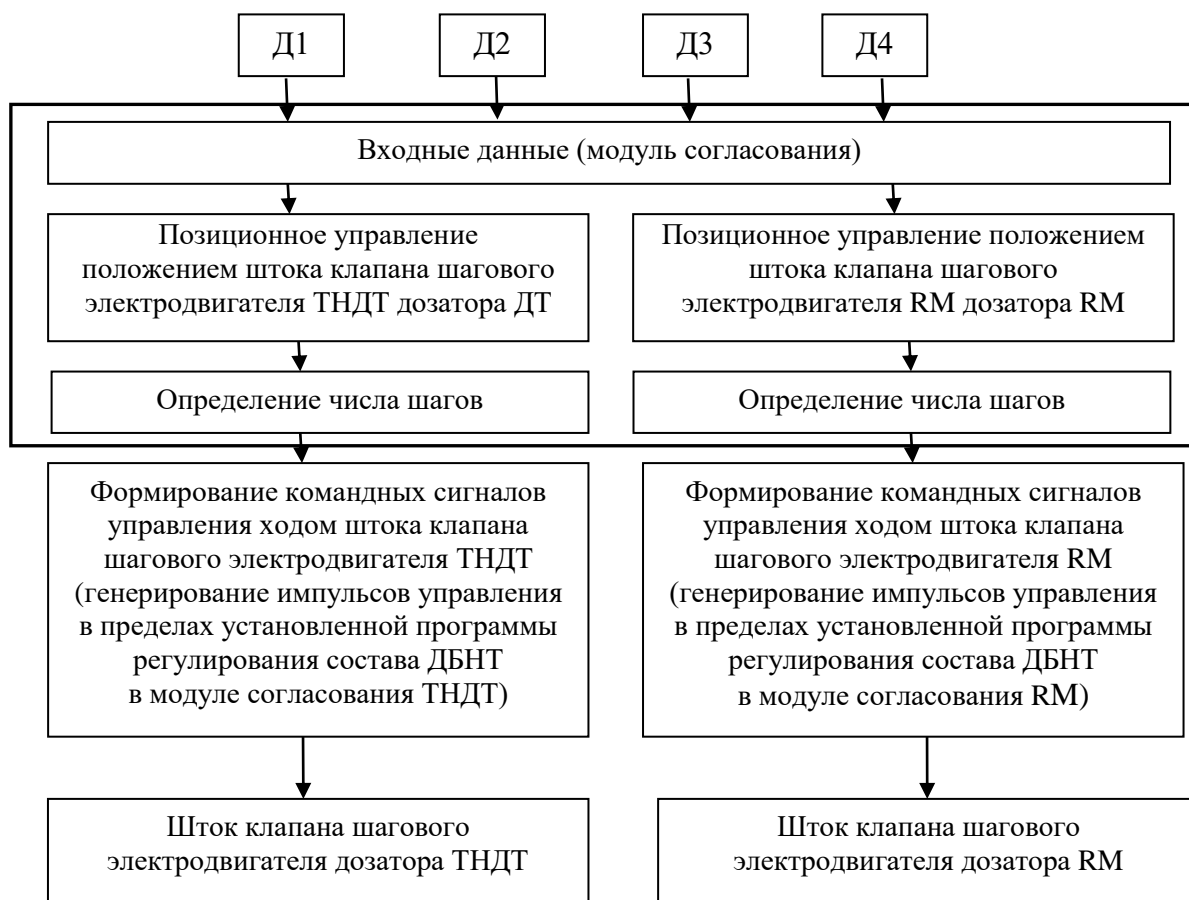 Д1
Д2
Д3
Д4
Входные данные (модуль согласования)
Позиционное управление
положением штока клапана шагового
электродвигателя ТНДТ дозатора ДТ
Позиционное управление положением
штока клапана шагового
электродвигателя RM дозатора RM
Определение числа шагов
Определение числа шагов
Формирование командных сигналов
управления ходом штока клапана
шагового электродвигателя ТНДТ
(генерирование импульсов управления
в пределах установленной программы
регулирования состава ДБНТ
в модуле согласования ТНДТ)
Формирование командных сигналов
управления ходом штока клапана
шагового электродвигателя RM
(генерирование импульсов управления
в пределах установленной программы
регулирования состава ДБНТ
в модуле согласования RM)
Шток клапана шагового
электродвигателя дозатора ТНДТ
Шток клапана шагового
электродвигателя дозатора RM